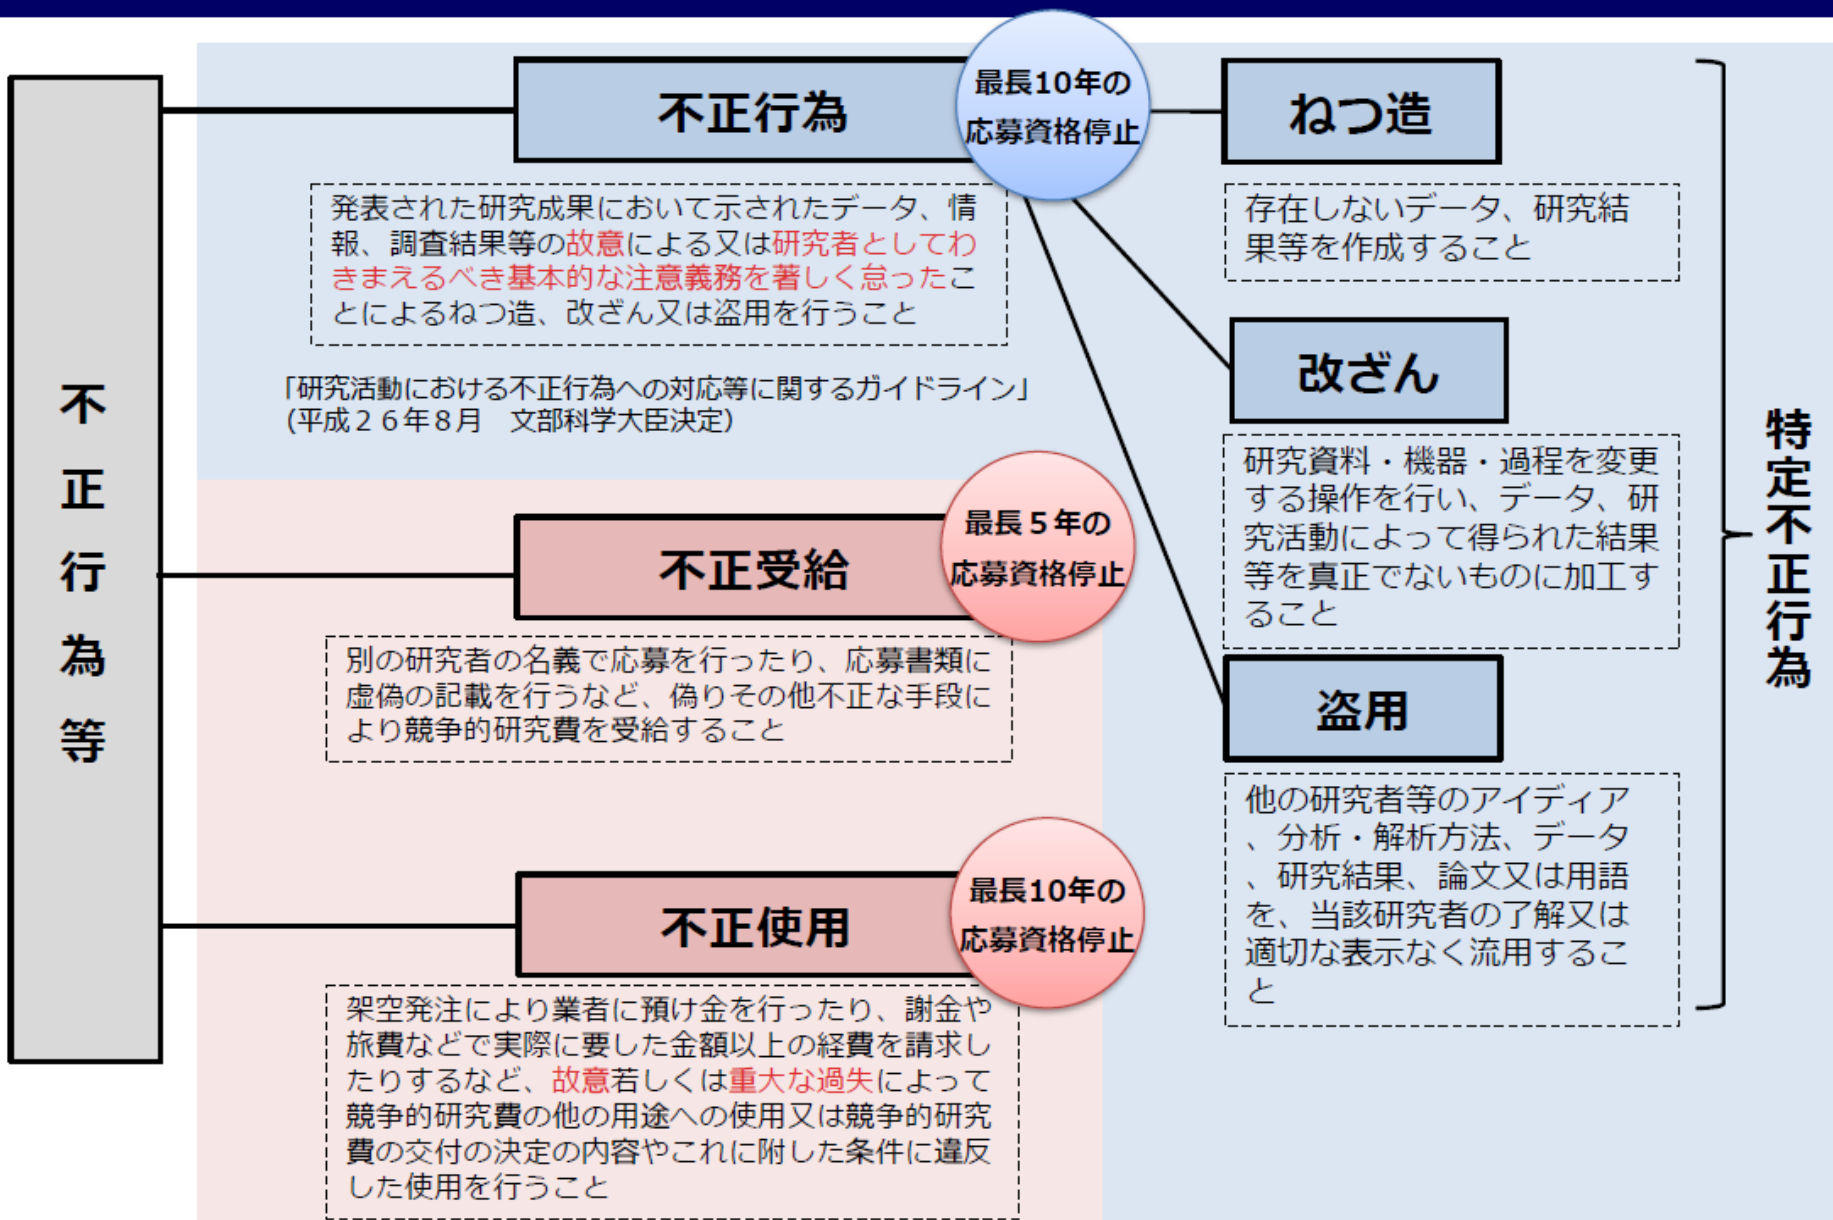 不正行為等
不正行為
最長10年の
応募資格停止
発表された研究成果において示されたデータ、情
報、調査結果等の故意による又は研究者としてわ
きまえるべき基本的な注意義務を著しく怠ったこ
とによるねつ造、改ざん又は盗用を行うこと
「研究活動における不正行為への対応等に関するガイドライン」
(平成２６年８月　文部科学大臣決定)
不正受給
最長５年の
応募資格停止
別の研究者の名義で応募を行ったり、応募書類に
虚偽の記載を行うなど、偽りその他不正な手段に
より競争的研究費を受給すること
不正使用
最長10年の
応募資格停止
架空発注により業者に預け金を行ったり、謝金や
旅費などで実際に要した金額以上の経費を請求し
たりするなど、故意若しくは重大な過失によって
競争的研究費の他の用途への使用又は競争的研究
費の交付の決定の内容やこれに附した条件に違反
した使用を行うこと
ねつ造
存在しないデータ、研究結
果等を作成すること
改ざん
研究資料・機器・過程を変更
する操作を行い、データ、研
究活動によって得られた結果
等を真正でないものに加工す
ること
盗用
他の研究者等のアイディア
、分析・解析方法、データ
、研究結果、論文又は用語
を、当該研究者の了解又は
適切な表示なく流用するこ
と
特定不正行為